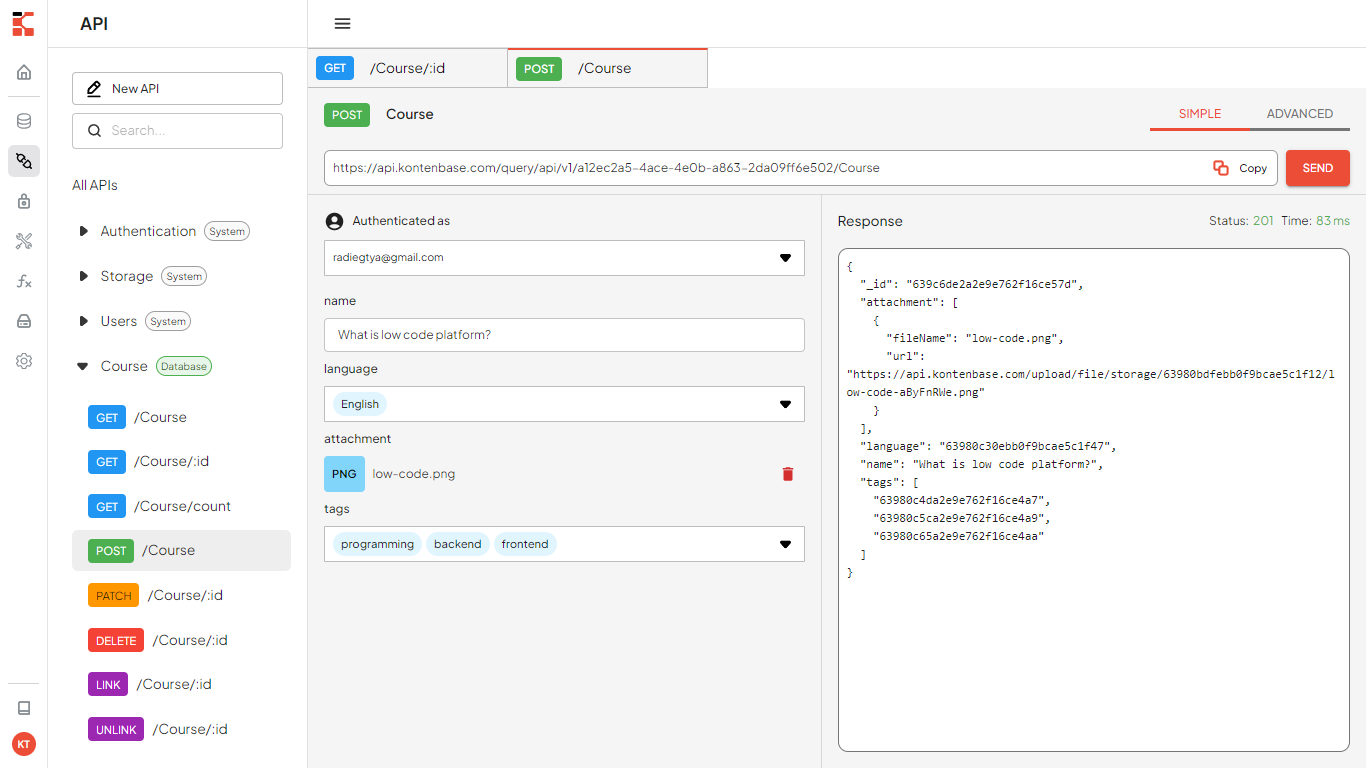 API
New API
Search...
All APIs
Authentication System
Storage System
Users System
Course Database
GET /Course
GET /Course/:id
GET /Course/count
POST /Course
PATCH /Course/:id
DELETE /Course/:id
LINK /Course/:id
UNLINK /Course/:id
KT
GET /Course/:id
POST /Course
POST Course
SIMPLE ADVANCED
https://api.kontenbase.com/query/api/v1/a12ec2a5-4ace-4e0b-a863-2da09ff6e502/Course
Copy
SEND
Authenticated as
radiegtya@gmail.com
name
What is low code platform?
language
English
attachment
PNG low-code.png
tags
programming backend frontend
Response
Status: 201 Time: 83 ms
{
"_id": "639c6de2a2e9e762f16ce57d",
"attachment": [
{
"fileName": "low-code.png",
"url":
"https://api.kontenbase.com/upload/file/storage/63980bdfebb0f9bcae5c1f12/l
ow-code-aByFnRWe.png"
}
],
"language": "63980c30ebb0f9bcae5c1f47",
"name": "What is low code platform?",
"tags": [
"63980c4da2e9e762f16ce4a7",
"63980c5ca2e9e762f16ce4a9",
"63980c65a2e9e762f16ce4aa"
]
}